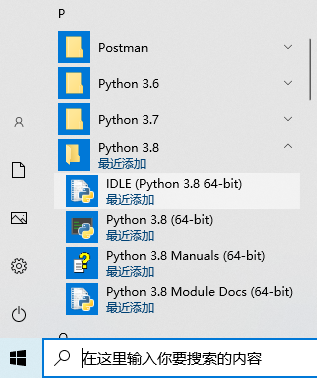 P
Postman
Python 3.6
Python 3.7
Python 3.8
最近添加
IDLE (Python 3.8 64-bit)
最近添加
Python 3.8 (64-bit)
最近添加
Python 3.8 Manuals (64-bit)
最近添加
Python 3.8 Module Docs (64-bit)
最近添加
在这里输入你要搜索的内容